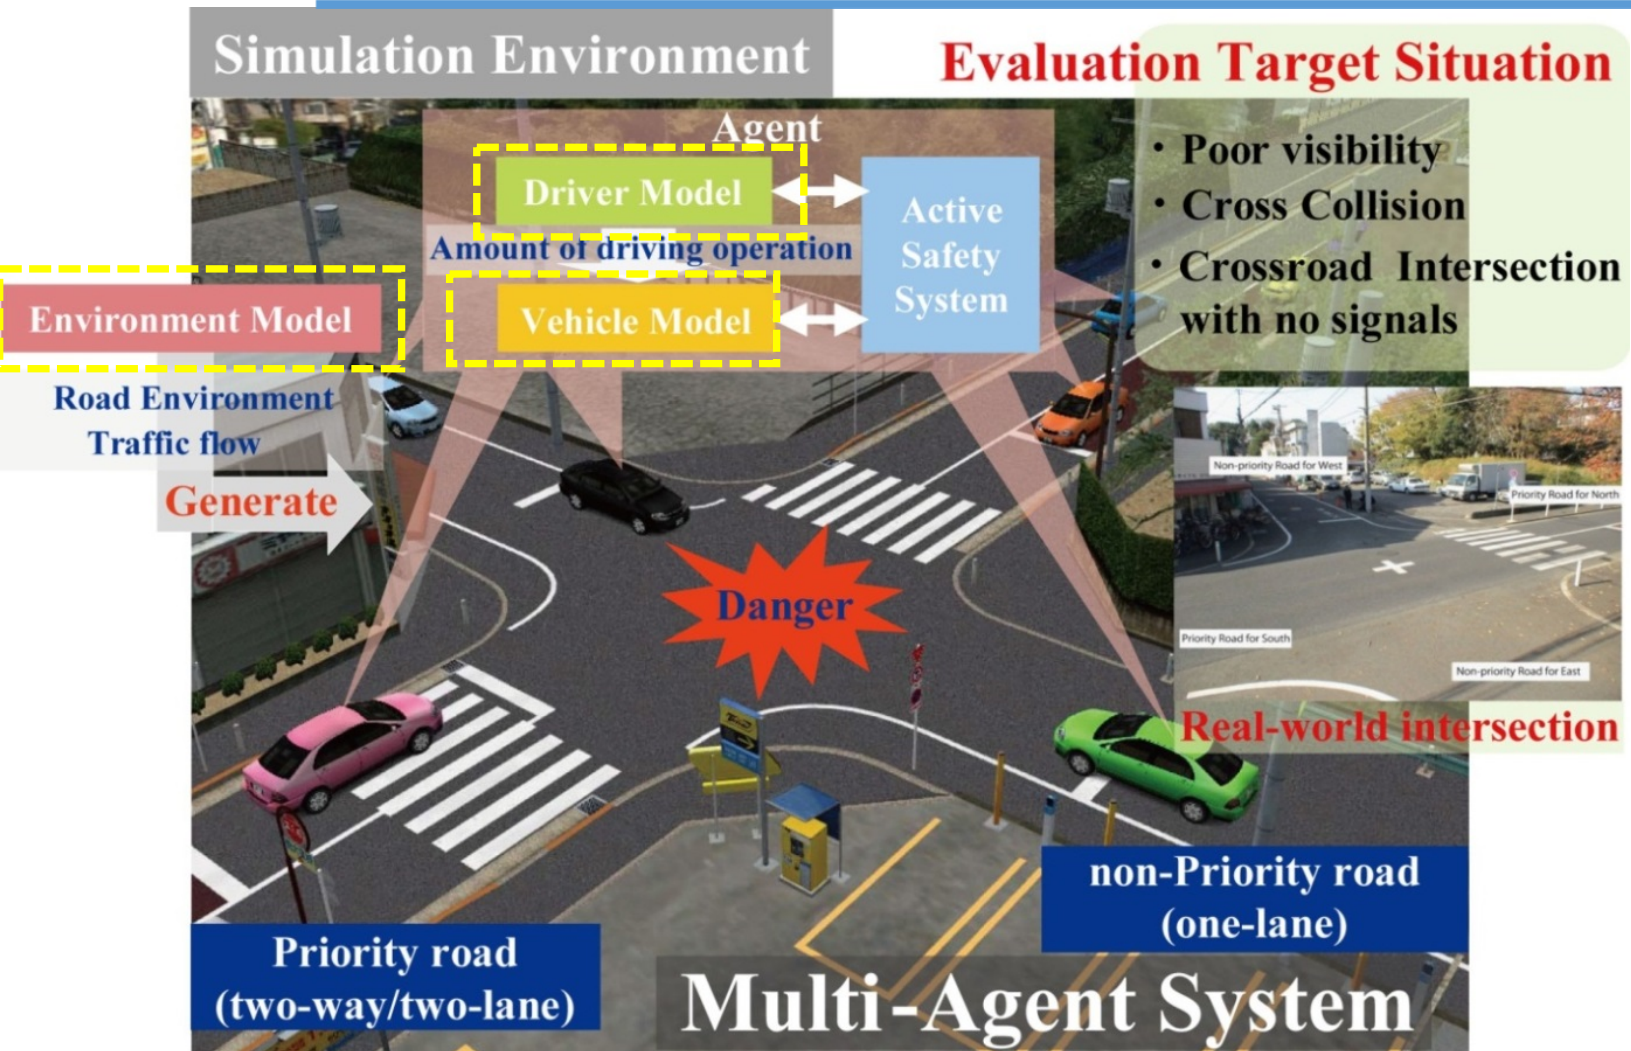 Simulation Environment
Evaluation Target Situation
Agent
Driver Model
Amount of driving operation
Vehicle Model
Active
Safety
System
・Poor visibility
・Cross Collision
・Crossroad Intersection
with no signals
Environment Model
Road Environment
Traffic flow
Generate
Danger
Non-priority Road for West
Priority Road for North
Priority Road for South
Non-priority Road for East
Real-world intersection
non-Priority road
(one-lane)
Priority road
(two-way/two-lane)
Multi-Agent System